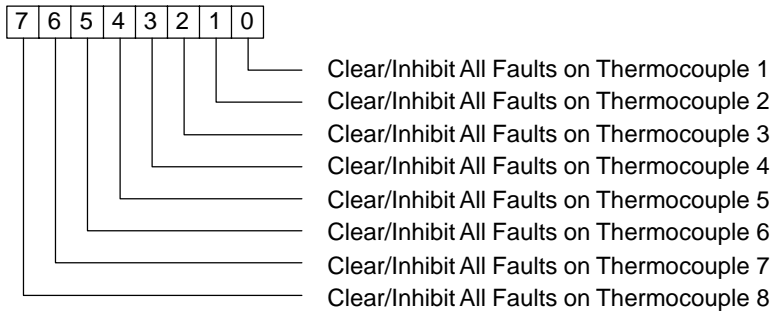 7 6 5 4 3 2 1 0
Clear/Inhibit All Faults on Thermocouple 1
Clear/Inhibit All Faults on Thermocouple 2
Clear/Inhibit All Faults on Thermocouple 3
Clear/Inhibit All Faults on Thermocouple 4
Clear/Inhibit All Faults on Thermocouple 5
Clear/Inhibit All Faults on Thermocouple 6
Clear/Inhibit All Faults on Thermocouple 7
Clear/Inhibit All Faults on Thermocouple 8